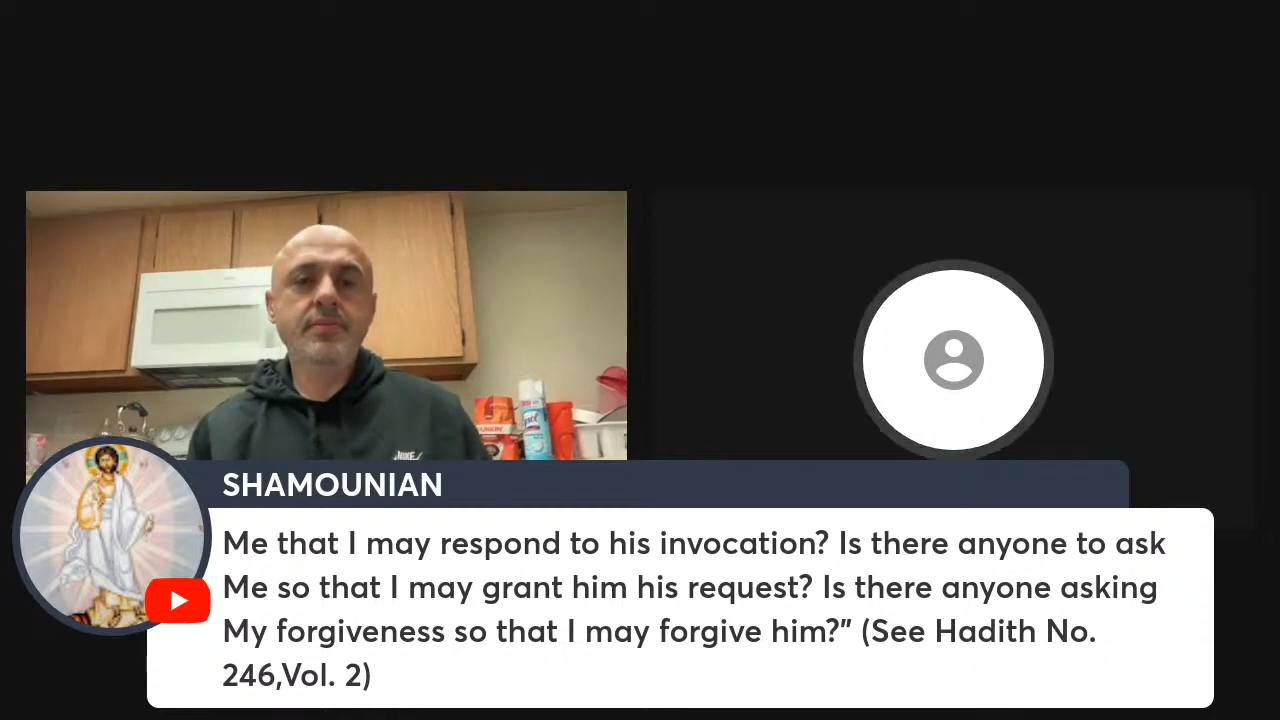 NIKE
SHAMOUNIAN
Me that I may respond to his invocation? Is there anyone to ask
Me so that I may grant him his request? Is there anyone asking
My forgiveness so that I may forgive him?” (See Hadith No.
246,Vol. 2)